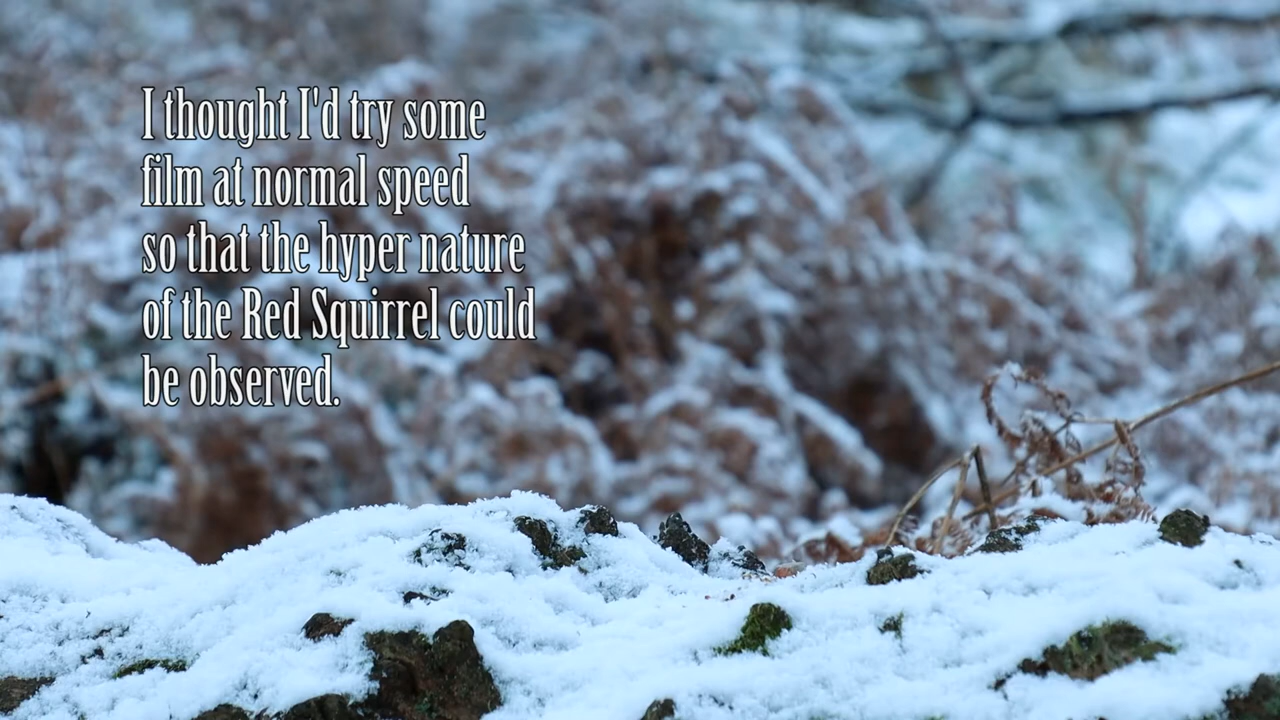 I thought I'd try some
film at normal speed
so that the hyper nature
of the Red Squirrel could
be observed.